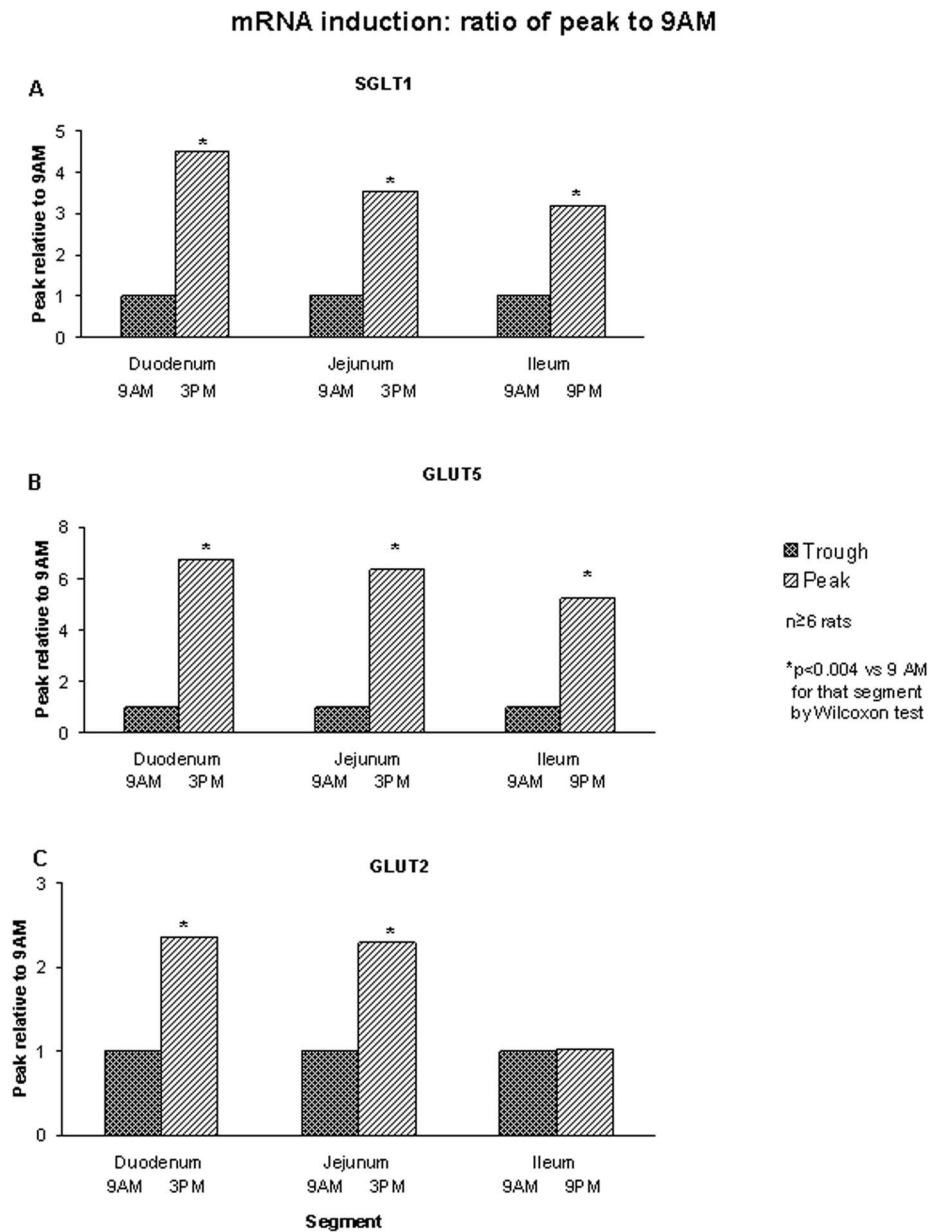 mRNA induction: ratio of peak to 9AM
A
SGLT1
Peak relative to 9AM
5
4
3
2
1
0
* * *
Duodenum Jejunum Ileum
9AM 3PM 9AM 3PM 9AM 9PM
B
GLUT5
Peak relative to 9AM
8
6
4
2
0
* * *
Duodenum Jejunum Ileum
9AM 3PM 9AM 3PM 9AM 9PM
Trough
Peak
n≥6 rats
*p<0.004 vs 9 AM
for that segment
by Wilcoxon test
C
GLUT2
Peak relative to 9AM
3
2
1
0
* *
Duodenum Jejunum Ileum
9AM 3PM 9AM 3PM 9AM 9PM
Segment